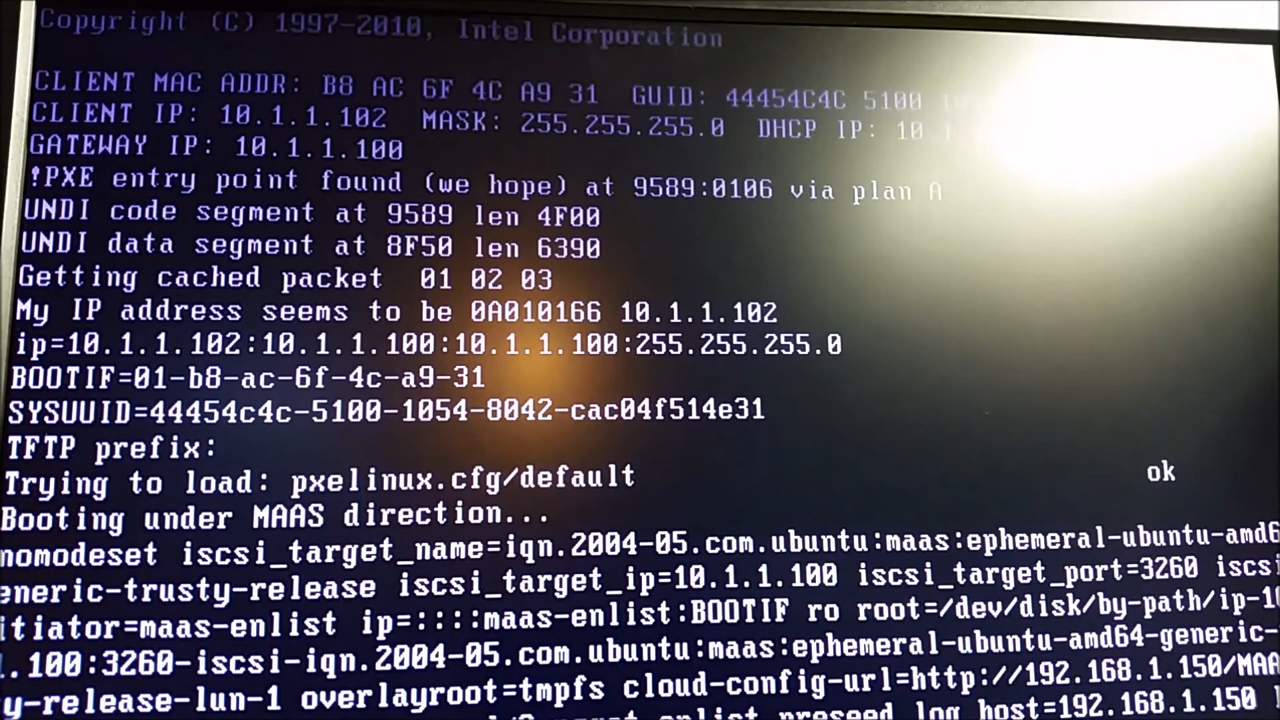 Copyright (C) 1997-2010, Intel Corporation
CLIENT MAC ADDR: B8 AC 6F 4C A9 31 GUID: 44454C4C 5100
CLIENT IP: 10.1.1.102 MASK: 255.255.255.0 DHCP IP: 10
GATEWAY IP: 10.1.1.100
!PXE entry point found (we hope) at 9589:0106 via plan A
UNDI code segment at 9589 len 4F00
UNDI data segment at 8F50 len 6390
Getting cached packet 01 02 03
My IP address seems to be 0A010166 10.1.1.102
ip=10.1.1.102:10.1.1.100:10.1.1.100:255.255.255.0
BOOTIF=01-b8-ac-6f-4c-a9-31
SYSUUID=44454c4c-5100-1054-8042-cac04f514e31
TFTP prefix:
Trying to load: pxelinux.cfg/default ok
Booting under MAAS direction...
nomodeset iscsi_target_name=iqn.2004-05.com.ubuntu:maas:ephemeral-ubuntu-amd6
eneric-trusty-release iscsi_target_ip=10.1.1.100 iscsi_target_port=3260 iscsi
itiator=maas-enlist ip=::::maas-enlist:BOOTIF ro root=/dev/disk/by-path/ip-10
.100:3260-iscsi-iqn.2004-05.com.ubuntu:maas:ephemeral-ubuntu-amd64-generic-
y-release-lun-1 overlayroot=tmpfs cloud-config-url=http://192.168.1.150/MAA
enlist_preseed log_host=192.168.1.150